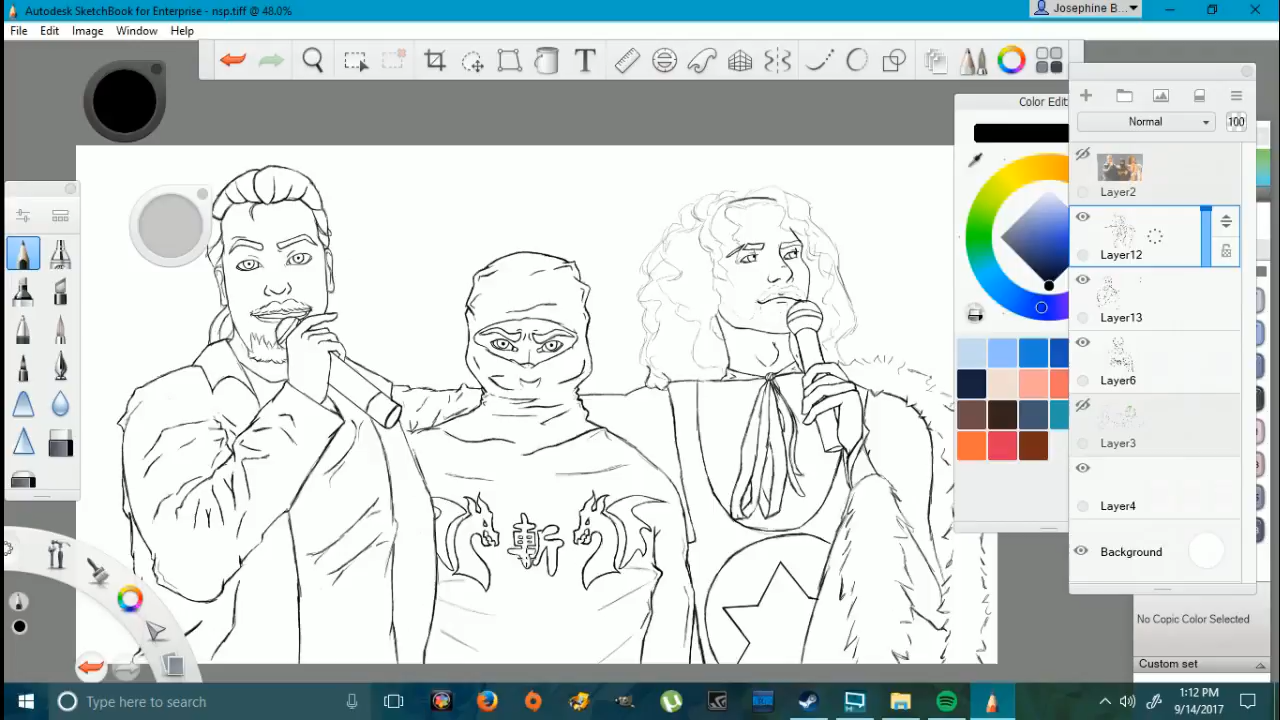 Autodesk SketchBook for Enterprise - nsp.tiff @ 48.0%
Josephine B...
File Edit Image Window Help
T
Color Edit
Normal
100
Layer2
Layer12
Layer13
Layer6
Layer3
Layer4
Background
斬
No Copic Color Selected
Custom set
Type here to search
1:12 PM
9/14/2017